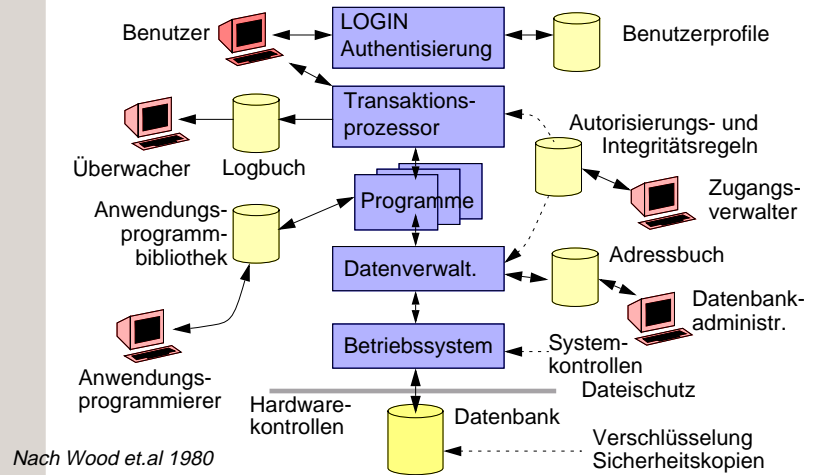 Benutzer
LOGIN
Authentisierung
Benutzerprofile
Transaktions-
prozessor
Autorisierungs- und
Integritätsregeln
Überwacher
Logbuch
Zugangs-
verwalter
Programme
Anwendungs-
programm-
bibliothek
Adressbuch
Datenverwalt.
Datenbank-
administr.
Betriebssystem
System-
kontrollen
Dateischutz
Anwendungs-
programmierer
Hardware-
kontrollen
Datenbank
Verschlüsselung
Sicherheitskopien
Nach Wood et.al 1980